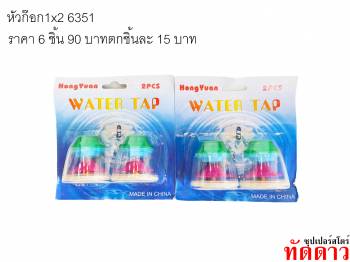 หัวก๊อก1x2 6351
ราคา 6 ชิ้น 90 บาทตกชิ้นละ 15 บาท
HongYuan 2PCS
WATER TAP
MADE IN CHINA
HongYuan 2PCS
WATER TAP
MADE IN CHINA
ซุปเปอร์สโตร์
ทัดดาว